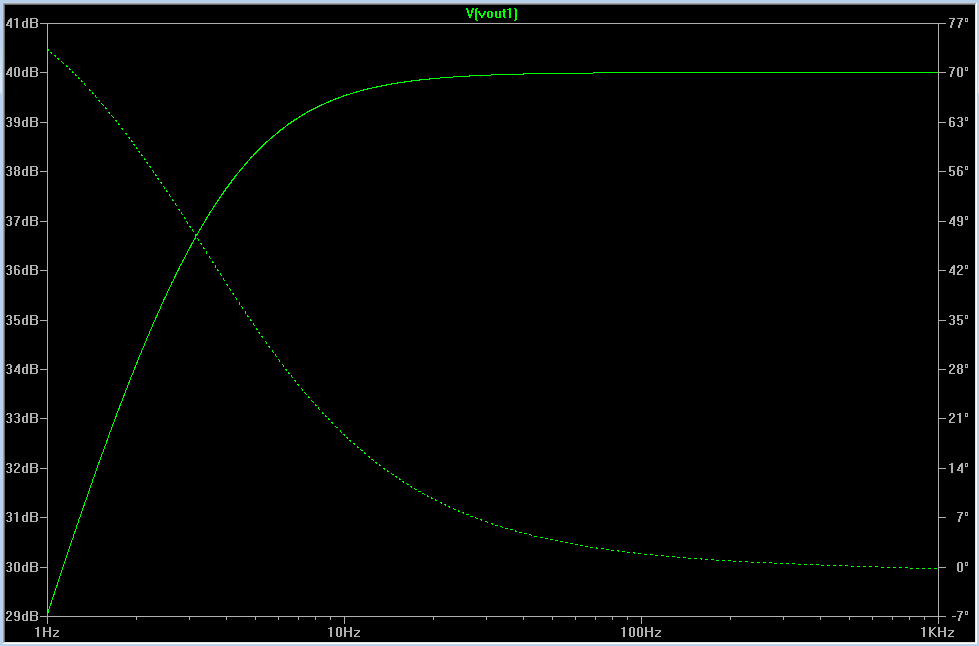 V(vout1)
41dB 77°
40dB 70°
39dB 63°
38dB 56°
37dB 49°
36dB 42°
35dB 35°
34dB 28°
33dB 21°
32dB 14°
31dB 7°
30dB 0°
29dB -7°
1Hz 10Hz 100Hz 1KHz